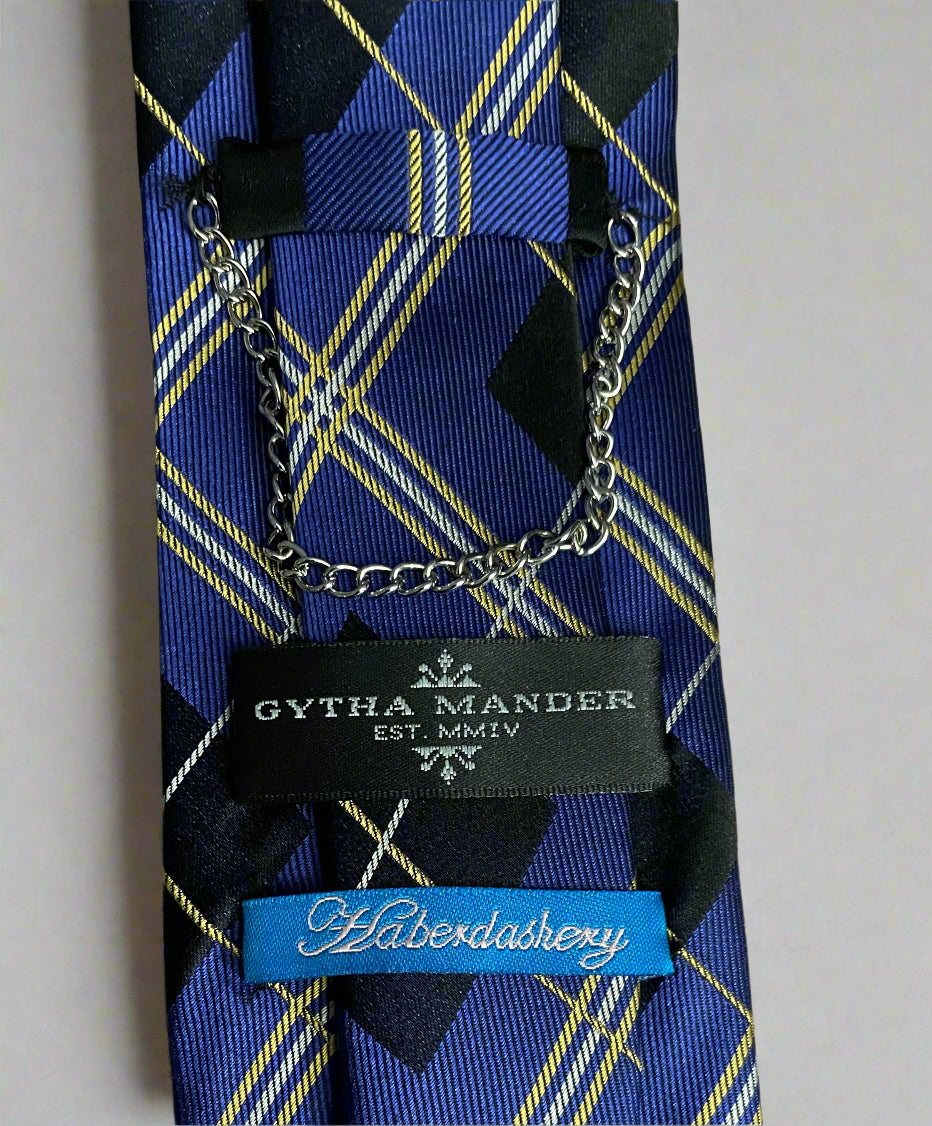 GYTHA MANDER
EST. MMIV
Haberdashery